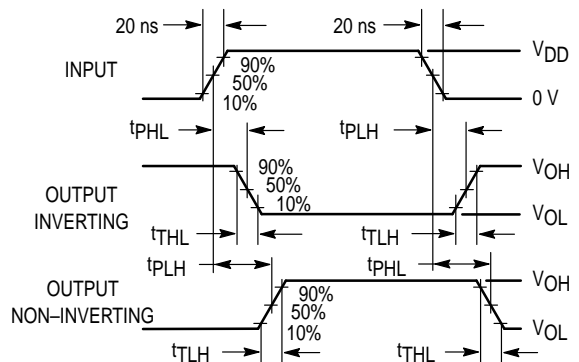 20 ns
20 ns
INPUT
90%
50%
10%
VDD
0 V
tPHL
tPLH
OUTPUT
INVERTING
90%
50%
10%
VOH
VOL
tTHL
tTLH
tPLH
tPHL
OUTPUT
NON–INVERTING
90%
50%
10%
VOH
VOL
tTLH
tTHL